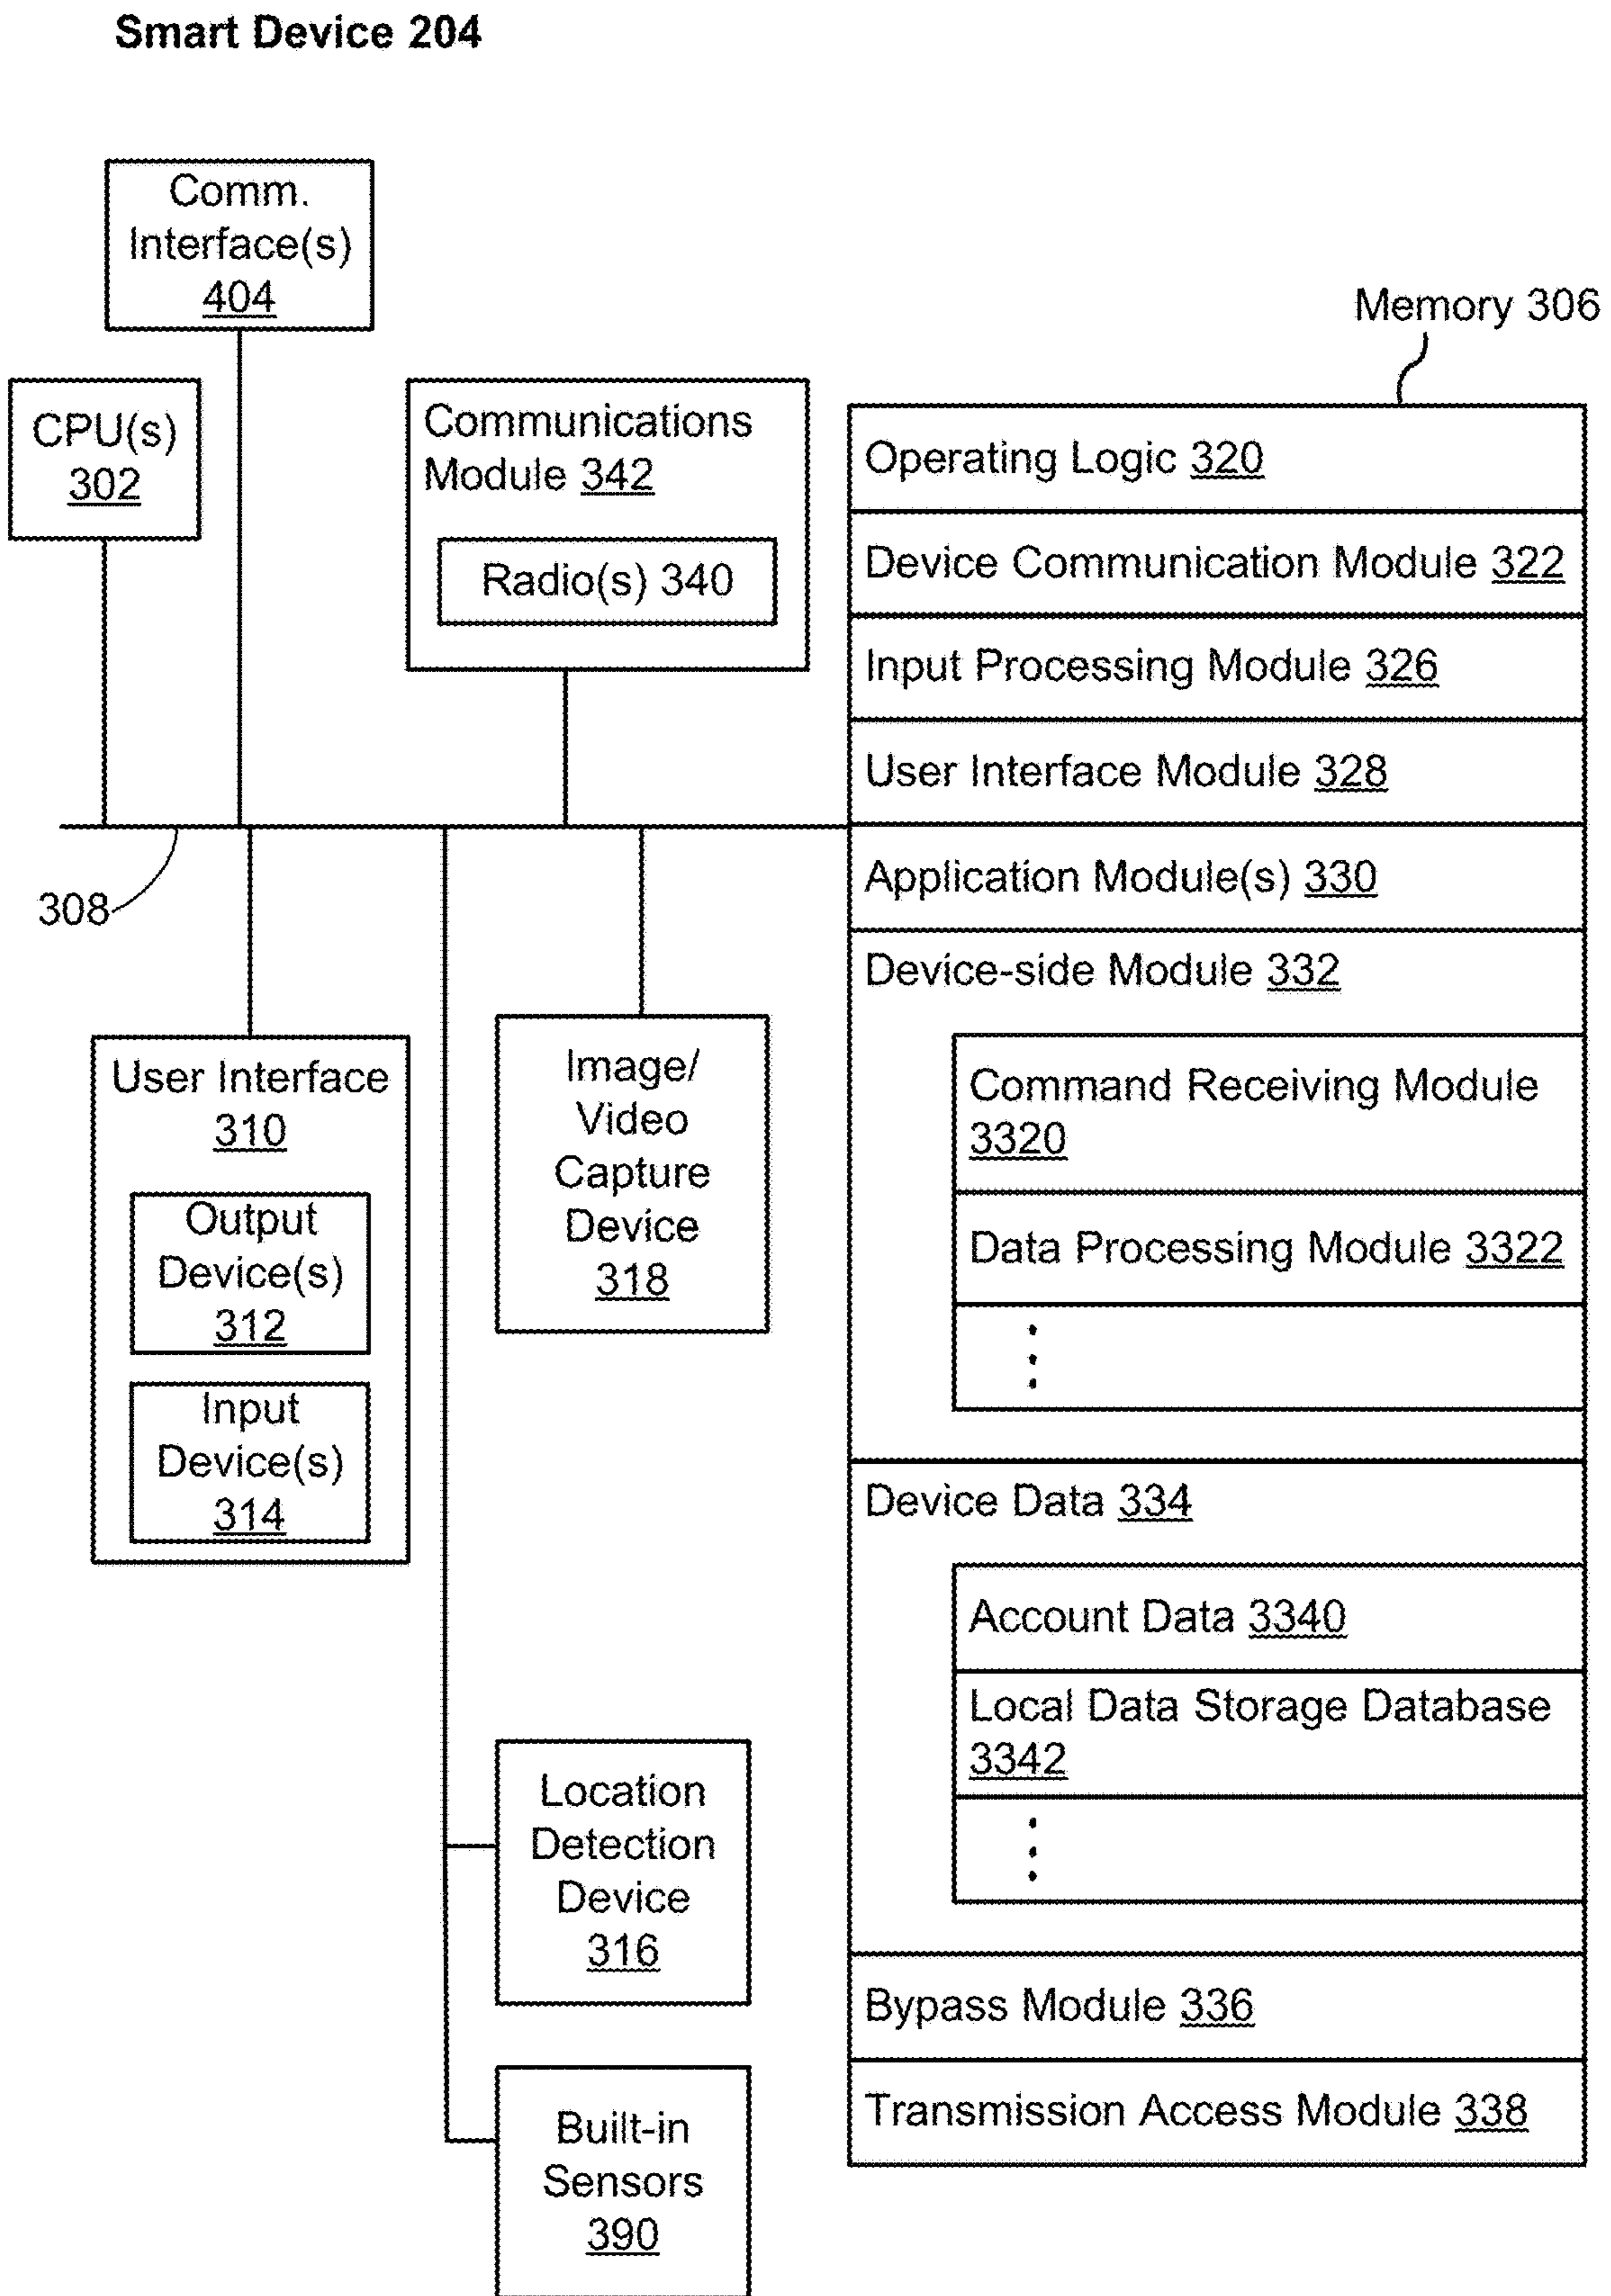 Smart Device 204
Comm.
Interface(s)
404
Memory 306
CPU(s)
302
Communications
Module 342
Radio(s) 340
308
User Interface
310
Output
Device(s)
312
Input
Device(s)
314
Image/
Video
Capture
Device
318
Location
Detection
Device
316
Built-in
Sensors
390
Operating Logic 320
Device Communication Module 322
Input Processing Module 326
User Interface Module 328
Application Module(s) 330
Device-side Module 332
Command Receiving Module
3320
Data Processing Module 3322
Device Data 334
Account Data 3340
Local Data Storage Database
3342
Bypass Module 336
Transmission Access Module 338